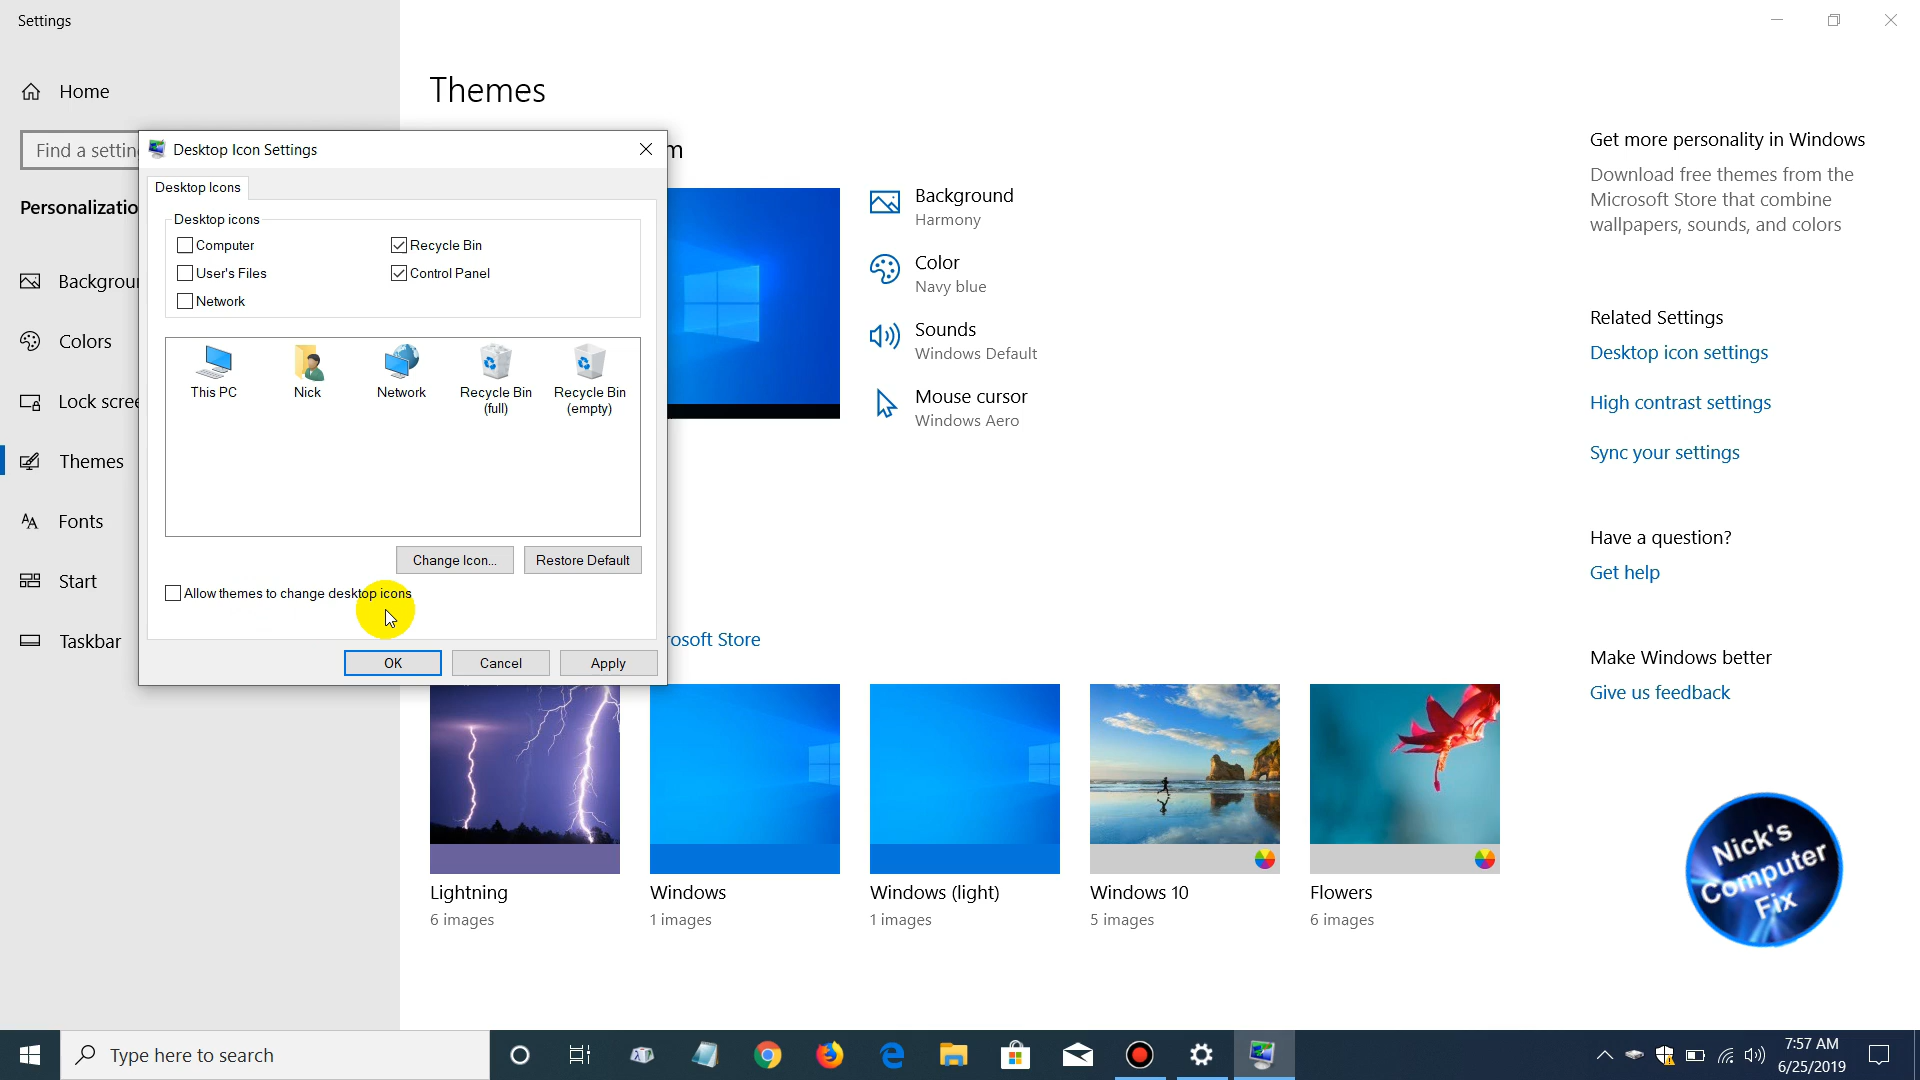 Settings
Home
Find a settin
Personalizatio
Backgrou
Colors
Lock scree
Themes
Fonts
Start
Taskbar
Desktop Icon Settings
Desktop Icons
Desktop icons
Computer
Recycle Bin
User's Files
Control Panel
Network
This PC
Nick
Network
Recycle Bin
(full)
Recycle Bin
(empty)
Change Icon...
Restore Default
Allow themes to change desktop icons
OK
Cancel
Apply
Themes
m
Background
Harmony
Color
Navy blue
Sounds
Windows Default
Mouse cursor
Windows Aero
rosoft Store
Lightning
6 images
Windows
1 images
Windows (light)
1 images
Windows 10
5 images
Flowers
6 images
Get more personality in Windows
Download free themes from the
Microsoft Store that combine
wallpapers, sounds, and colors
Related Settings
Desktop icon settings
High contrast settings
Sync your settings
Have a question?
Get help
Make Windows better
Give us feedback
Nick's
Computer
Fix
Type here to search
7:57 AM
6/25/2019